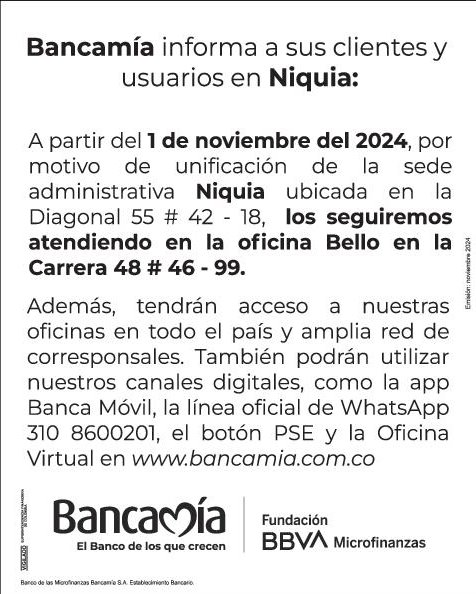 Bancamía informa a sus clientes y
usuarios en Niquia:
A partir del 1 de noviembre del 2024, por
motivo de unificación de la sede
administrativa Niquia ubicada en la
Diagonal 55 # 42 - 18, los seguiremos
atendiendo en la oficina Bello en la
Carrera 48 # 46 - 99.
Además, tendrán acceso a nuestras
oficinas en todo el país y amplia red de
corresponsales. También podrán utilizar
nuestros canales digitales, como la app
Banca Móvil, la línea oficial de WhatsApp
310 8600201, el botón PSE y la Oficina
Virtual en www.bancamia.com.co
Emisión: noviembre 2024
VIGILADO
SUPERINTENDENCIA FINANCIERA
DE COLOMBIA
Bancamía
El Banco de los que crecen
Fundación
BBVA Microfinanzas
Banco de las Microfinanzas Bancamía S.A. Establecimiento Bancario.